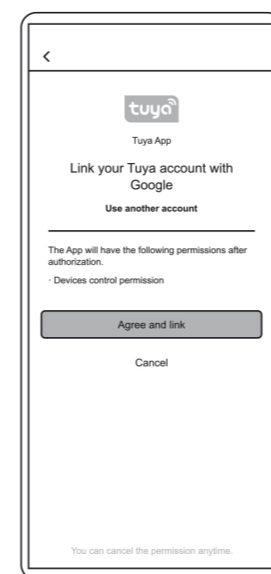 tuya
Tuya App
Link your Tuya account with
Google
Use another account
The App will have the following permissions after
authorization.
· Devices control permission
Agree and link
Cancel
You can cancel the permission anytime.